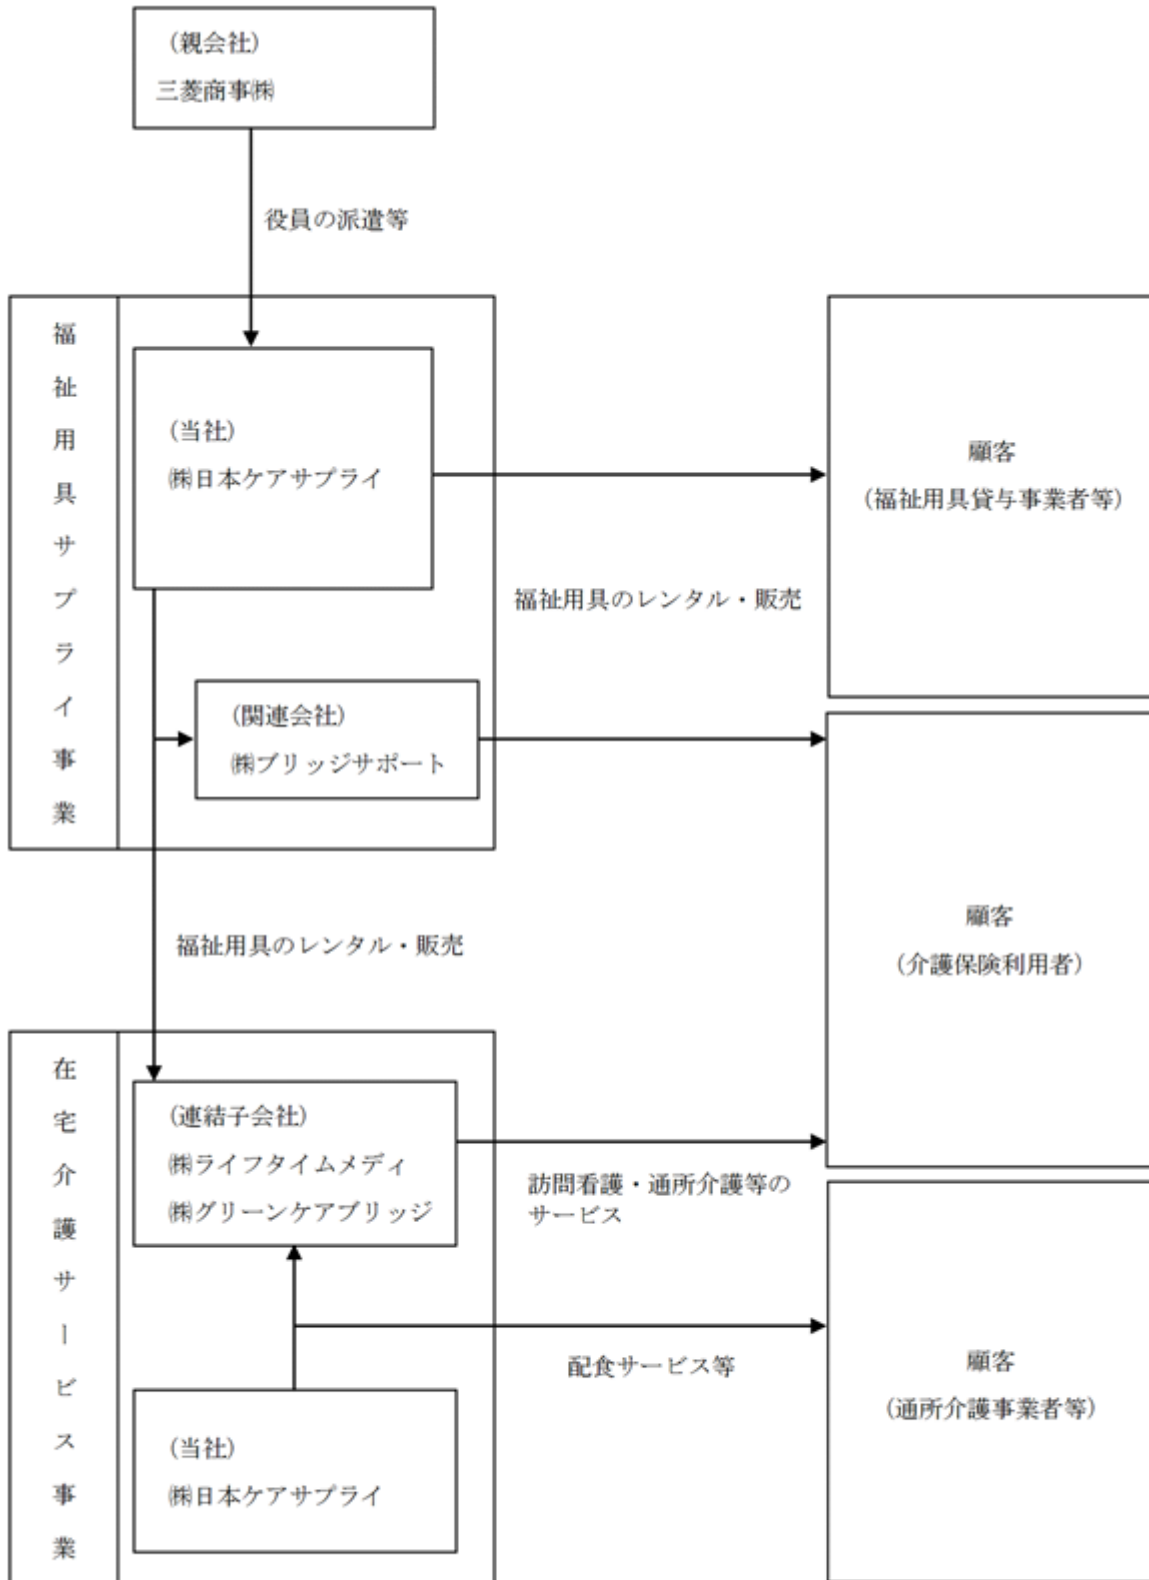 (親会社)
三菱商事㈱
役員の派遣等
福祉用具サプライ事業
(当社)
㈱日本ケアサプライ
顧客
(福祉用具貸与事業者等)
福祉用具のレンタル・販売
(関連会社)
㈱ブリッジサポート
顧客
(介護保険利用者)
福祉用具のレンタル・販売
在宅介護サービス事業
(連結子会社)
㈱ライフタイムメディ
㈱グリーンケアブリッジ
訪問看護・通所介護等の
サービス
配食サービス等
顧客
(通所介護事業者等)
(当社)
㈱日本ケアサプライ